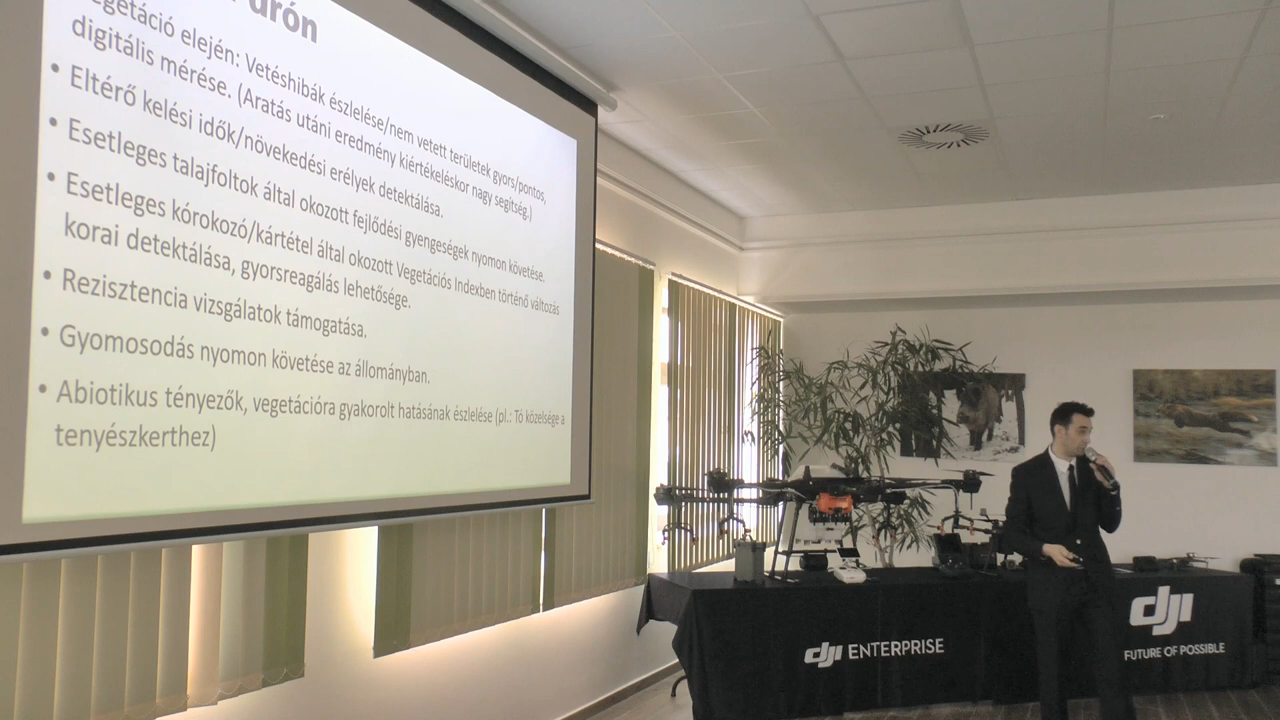 drón
vegetáció elején: Vetéshibák észlelése/nem vetett területek gyors/pontos,
digitális mérése. (Aratás utáni eredmény kiértékeléskor nagy segítség.)
• Eltérő kelési idők/növekedési erélyek detektálása.
• Esetleges talajfoltok által okozott fejlődési gyengeségek nyomon követése.
• Esetleges kórokozó/kártétel által okozott Vegetációs Indexben történő változás
korai detektálása, gyorsreagálás lehetősége.
• Rezisztencia vizsgálatok támogatása.
• Gyomosodás nyomon követése az állományban.
• Abiotikus tényezők, vegetációra gyakorolt hatásának észlelése (pl.: Tó közelsége a
tenyészkerthez)
dji ENTERPRISE
dji
FUTURE OF POSSIBLE